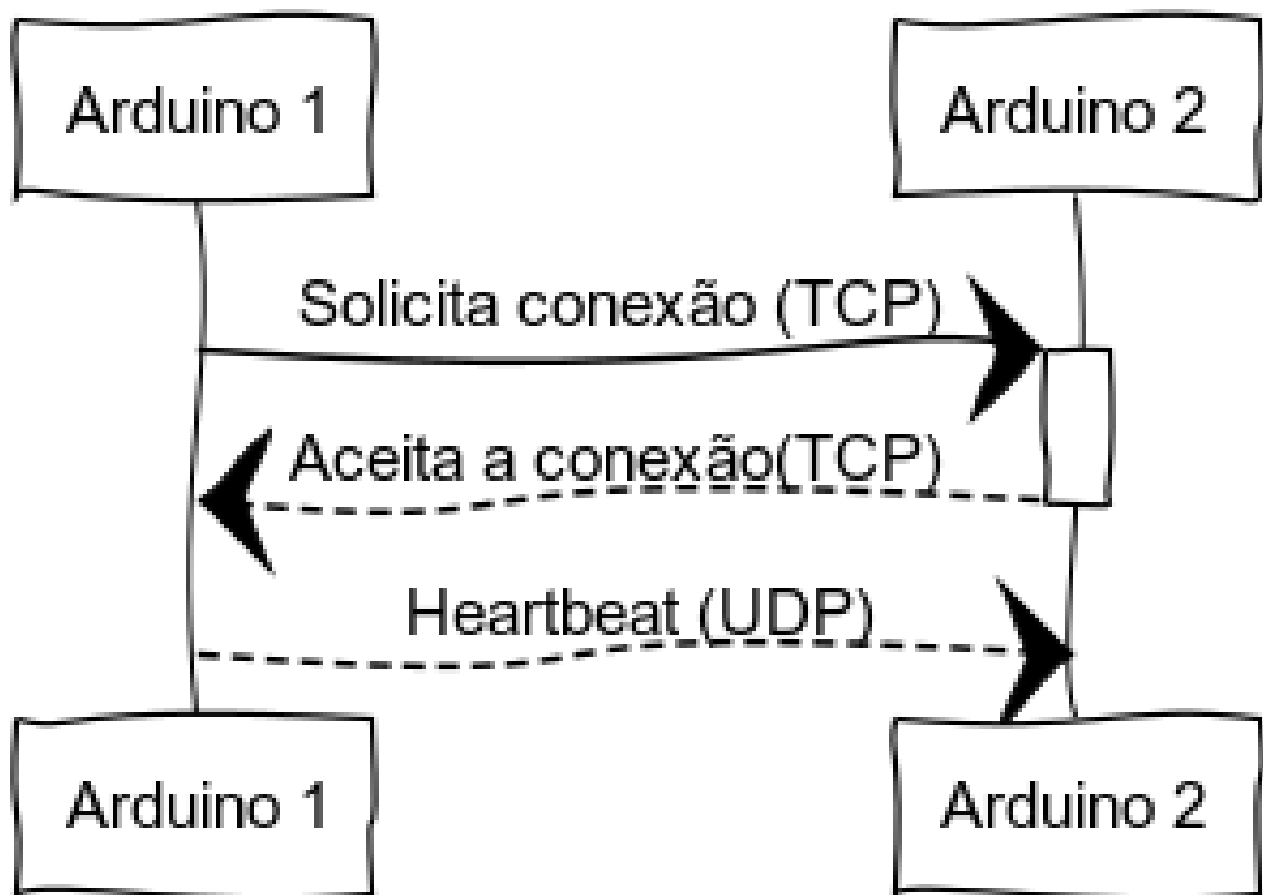 Arduino 1
Arduino 2
Solicita conexão (TCP)
Aceita a conexão(TCP)
Heartbeat (UDP)
Arduino 1
Arduino 2